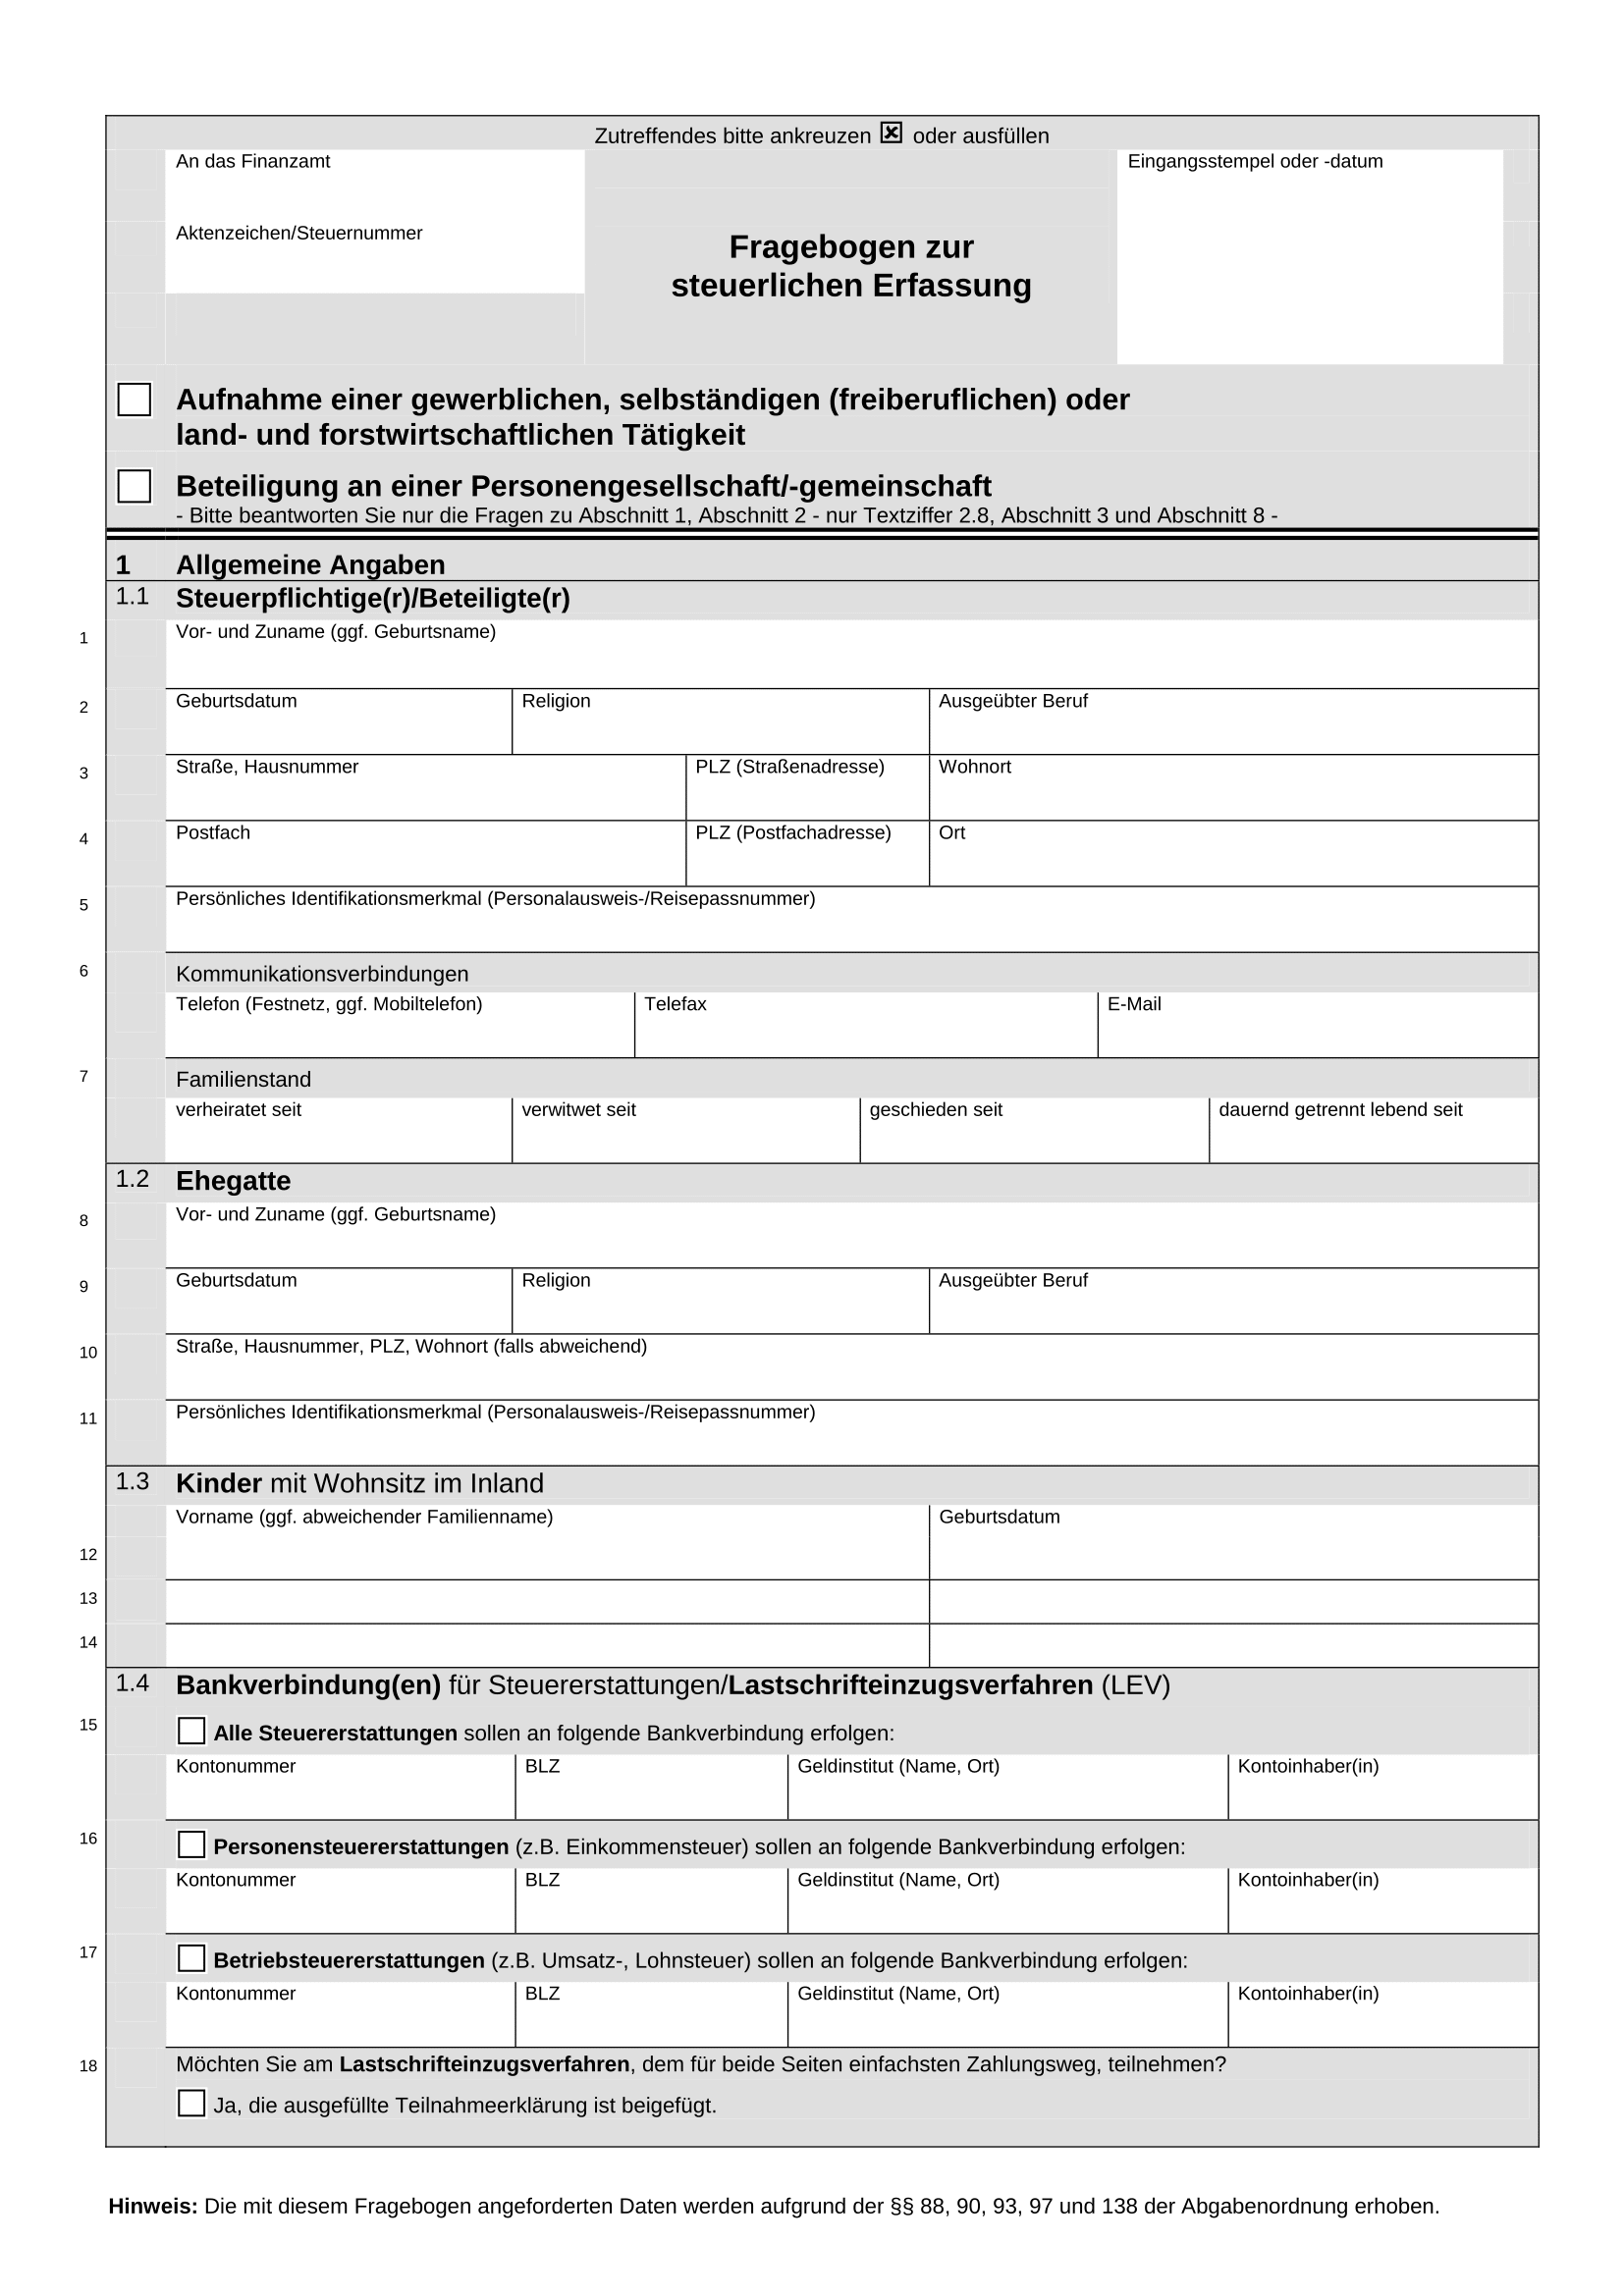 Zutreffendes bitte ankreuzen ☒ oder ausfüllen
An das Finanzamt
Eingangsstempel oder -datum
Aktenzeichen/Steuernummer
Fragebogen zur
steuerlichen Erfassung
Aufnahme einer gewerblichen, selbständigen (freiberuflichen) oder
land- und forstwirtschaftlichen Tätigkeit
Beteiligung an einer Personengesellschaft/-gemeinschaft
- Bitte beantworten Sie nur die Fragen zu Abschnitt 1, Abschnitt 2 - nur Textziffer 2.8, Abschnitt 3 und Abschnitt 8 -
1 Allgemeine Angaben
1.1 Steuerpflichtige(r)/Beteiligte(r)
1 Vor- und Zuname (ggf. Geburtsname)
2 Geburtsdatum Religion Ausgeübter Beruf
3 Straße, Hausnummer PLZ (Straßenadresse) Wohnort
4 Postfach PLZ (Postfachadresse) Ort
5 Persönliches Identifikationsmerkmal (Personalausweis-/Reisepassnummer)
6 Kommunikationsverbindungen
Telefon (Festnetz, ggf. Mobiltelefon) Telefax E-Mail
7 Familienstand
verheiratet seit verwitwet seit geschieden seit dauernd getrennt lebend seit
1.2 Ehegatte
8 Vor- und Zuname (ggf. Geburtsname)
9 Geburtsdatum Religion Ausgeübter Beruf
10 Straße, Hausnummer, PLZ, Wohnort (falls abweichend)
11 Persönliches Identifikationsmerkmal (Personalausweis-/Reisepassnummer)
1.3 Kinder mit Wohnsitz im Inland
Vorname (ggf. abweichender Familienname) Geburtsdatum
12
13
14
1.4 Bankverbindung(en) für Steuererstattungen/Lastschrifteinzugsverfahren (LEV)
15 Alle Steuererstattungen sollen an folgende Bankverbindung erfolgen:
Kontonummer BLZ Geldinstitut (Name, Ort) Kontoinhaber(in)
16 Personensteuererstattungen (z.B. Einkommensteuer) sollen an folgende Bankverbindung erfolgen:
Kontonummer BLZ Geldinstitut (Name, Ort) Kontoinhaber(in)
17 Betriebsteuererstattungen (z.B. Umsatz-, Lohnsteuer) sollen an folgende Bankverbindung erfolgen:
Kontonummer BLZ Geldinstitut (Name, Ort) Kontoinhaber(in)
18 Möchten Sie am Lastschrifteinzugsverfahren, dem für beide Seiten einfachsten Zahlungsweg, teilnehmen?
Ja, die ausgefüllte Teilnahmeerklärung ist beigefügt.
Hinweis: Die mit diesem Fragebogen angeforderten Daten werden aufgrund der §§ 88, 90, 93, 97 und 138 der Abgabenordnung erhoben.